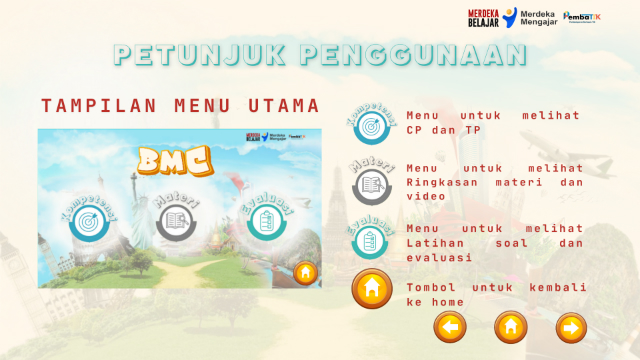 MERDEKA
BELAJAR
Merdeka
Mengajar
PembaTIK
PETUNJUK PENGGUNAAN
TAMPILAN MENU UTAMA
MERDEKA
BELAJAR
Merdeka
Mengajar
PembaTIK
BMC
Kompetensi
Materi
Evaluasi
Kompetensi
Menu untuk melihat
CP dan TP
Materi
Menu untuk melihat
Ringkasan materi dan
video
Evaluasi
Menu untuk melihat
Latihan soal dan
evaluasi
Tombol untuk kembali
ke home